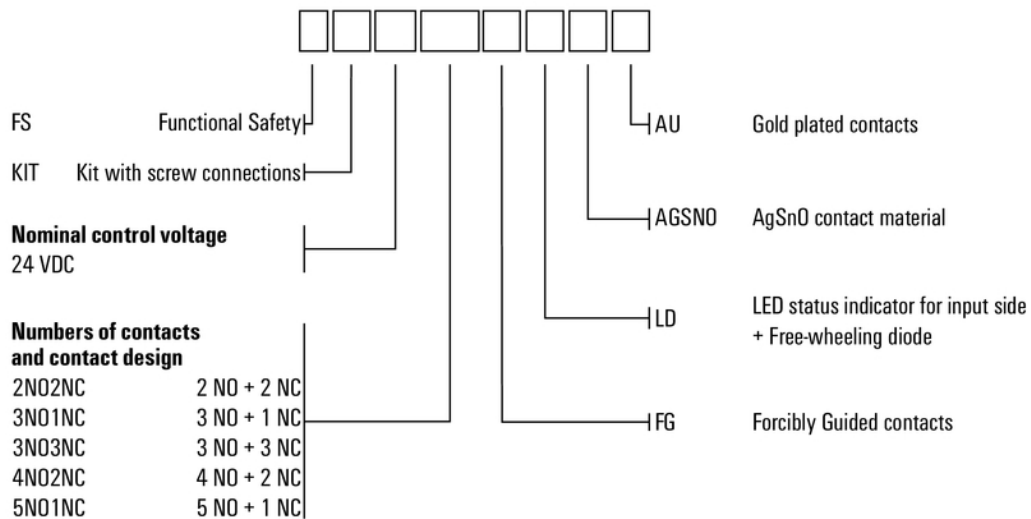 FS Functional Safety
KIT Kit with screw connections
Nominal control voltage
24 VDC
Numbers of contacts
and contact design
2NO2NC 2 NO + 2 NC
3NO1NC 3 NO + 1 NC
3NO3NC 3 NO + 3 NC
4NO2NC 4 NO + 2 NC
5NO1NC 5 NO + 1 NC
AU Gold plated contacts
AGSNO AgSnO contact material
LD LED status indicator for input side
+ Free-wheeling diode
FG Forcibly Guided contacts